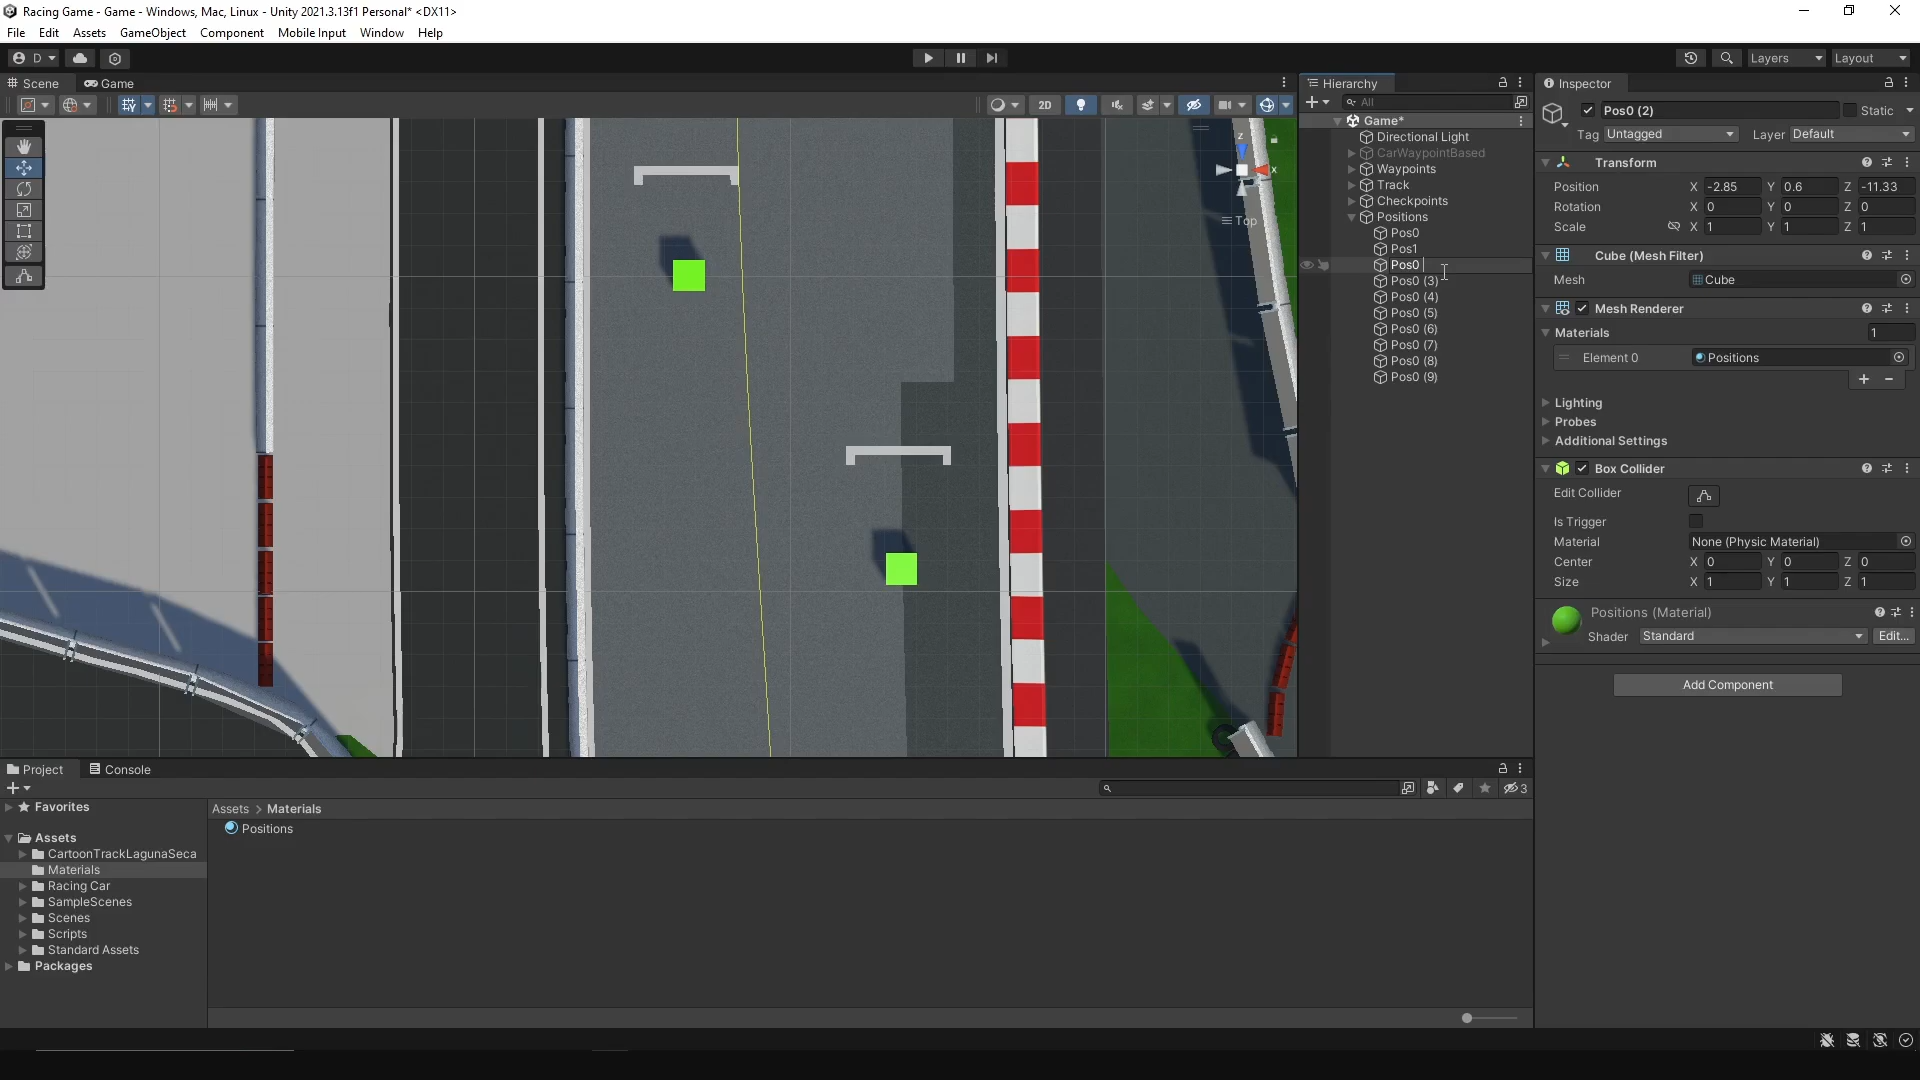 Racing Game - Game - Windows, Mac, Linux - Unity 2021.3.13f1 Personal* <DX11>
File Edit Assets GameObject Component Mobile Input Window Help
D
Layers Layout
Scene Game
2D
z
x
Top
Hierarchy
All
Game*
Directional Light
CarWaypointBased
Waypoints
Track
Checkpoints
Positions
Pos0
Pos1
Pos0
Pos0 (3)
Pos0 (4)
Pos0 (5)
Pos0 (6)
Pos0 (7)
Pos0 (8)
Pos0 (9)
Inspector
Pos0 (2) Static
Tag Untagged Layer Default
Transform
Position X -2.85 Y 0.6 Z -11.33
Rotation X 0 Y 0 Z 0
Scale X 1 Y 1 Z 1
Cube (Mesh Filter)
Mesh Cube
Mesh Renderer
Materials 1
Element 0 Positions
Lighting
Probes
Additional Settings
Box Collider
Edit Collider
Is Trigger
Material None (Physic Material)
Center X 0 Y 0 Z 0
Size X 1 Y 1 Z 1
Positions (Material)
Shader Standard Edit...
Add Component
Project Console
3
Favorites
Assets
CartoonTrackLagunaSeca
Materials
Racing Car
SampleScenes
Scenes
Scripts
Standard Assets
Packages
Assets > Materials
Positions